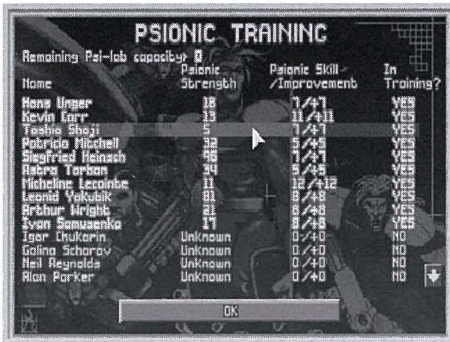 PSIONIC TRAINING
Remaining Psi-lab capacity> 0
Name Psionic Strength Psionic Skill /Improvement In Training?
Hans Unger 18 7/+7 YES
Kevin Carr 13 11/+11 YES
Toshio Shoji 5 7/+7 YES
Patricia Mitchell 32 5/+5 YES
Siegfried Heinsch 96 7/+7 YES
Astra Torban 34 5/+5 YES
Micheline Lecointe 11 12/+12 YES
Leonid Yakubik 81 8/+8 YES
Arthur Wright 21 8/+8 YES
Ivan Samusenko 17 8/+8 YES
Igor Chukarin Unknown 0/+0 NO
Galina Scharov Unknown 0/+0 NO
Neil Reynolds Unknown 0/+0 NO
Alan Parker Unknown 0/+0 NO
OK